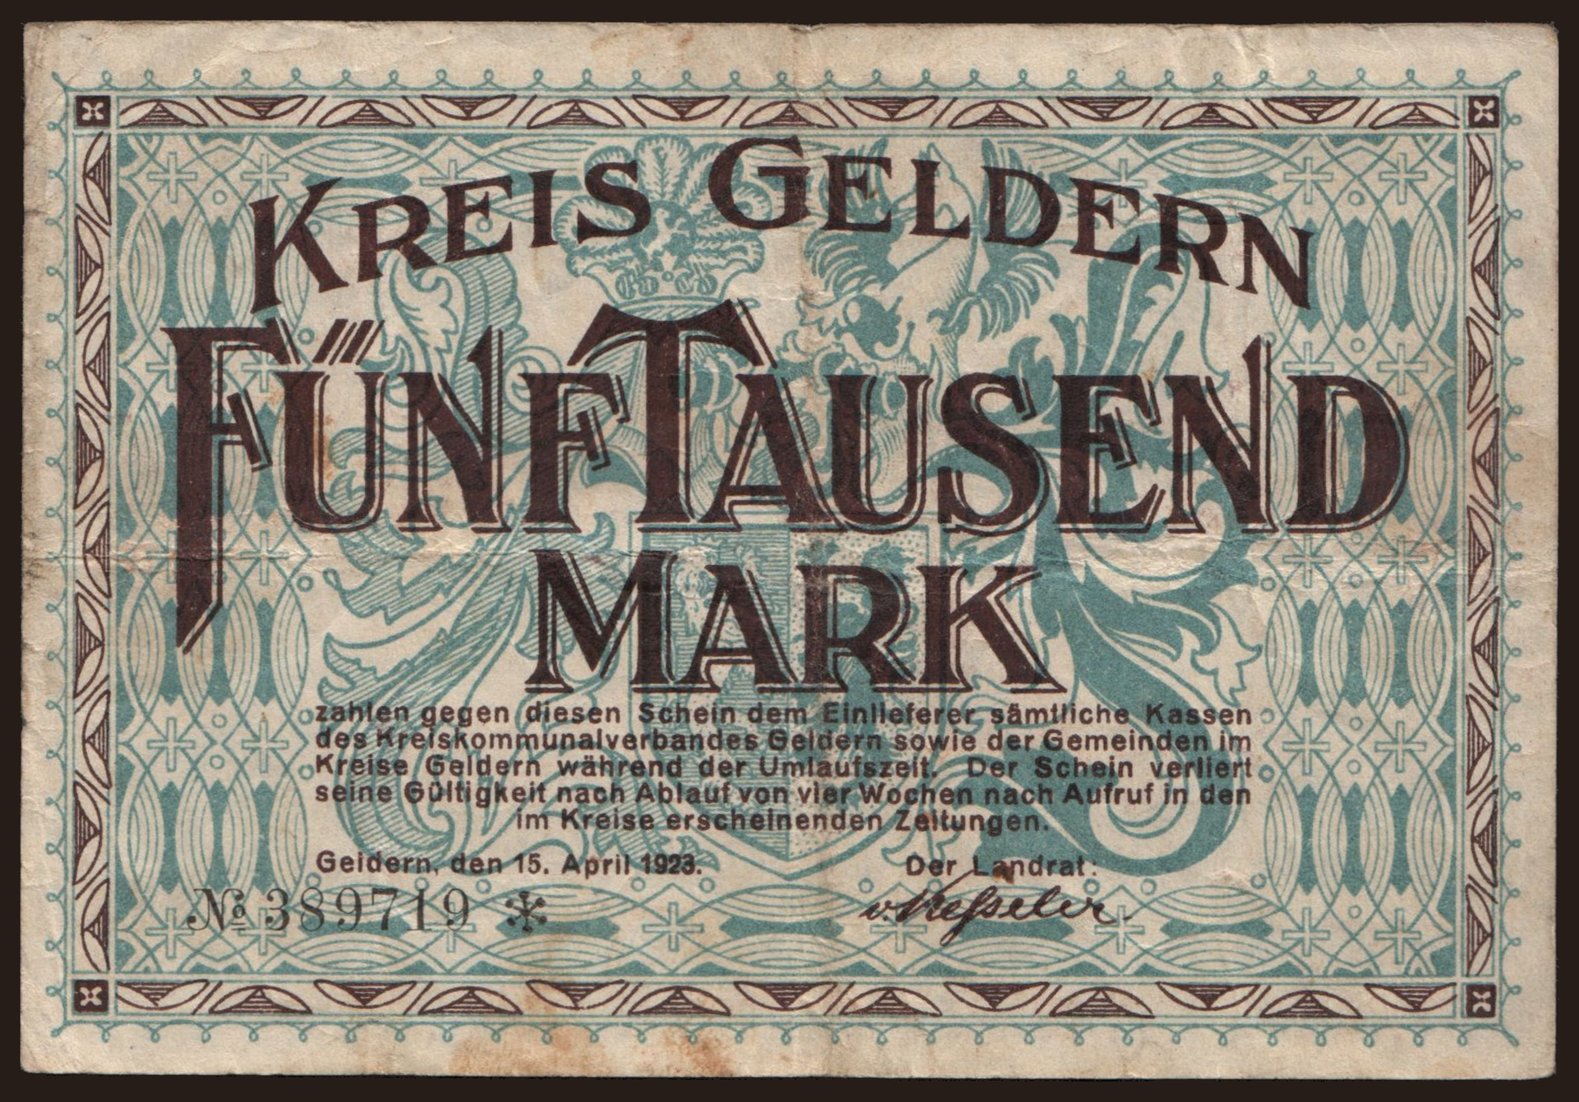 KREIS GELDERN
FÜNFTAUSEND
MARK
zahlen gegen diesen Schein dem Einlieferer sämtliche Kassen
des Kreiskommunalverbandes Geldern sowie der Gemeinden im
Kreise Geldern während der Umlaufszeit. Der Schein verliert
seine Gültigkeit nach Ablauf von vier Wochen nach Aufruf in den
im Kreise erscheinenden Zeitungen.
Geldern, den 15. April 1923. Der Landrat:
№ 389719 * v. Kesseler.